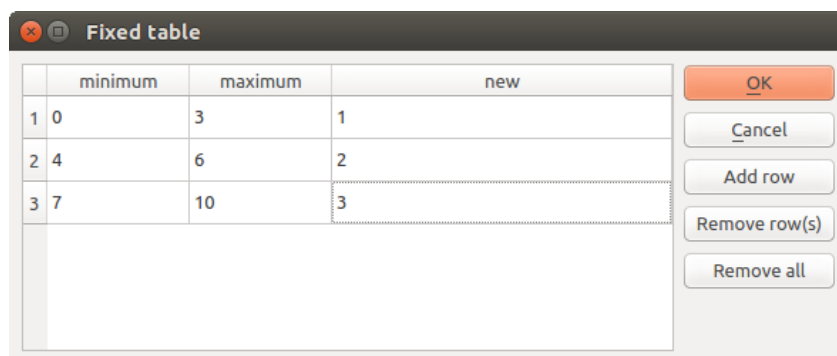 Fixed table
minimum maximum new
1 0 3 1
2 4 6 2
3 7 10 3
OK
Cancel
Add row
Remove row(s)
Remove all